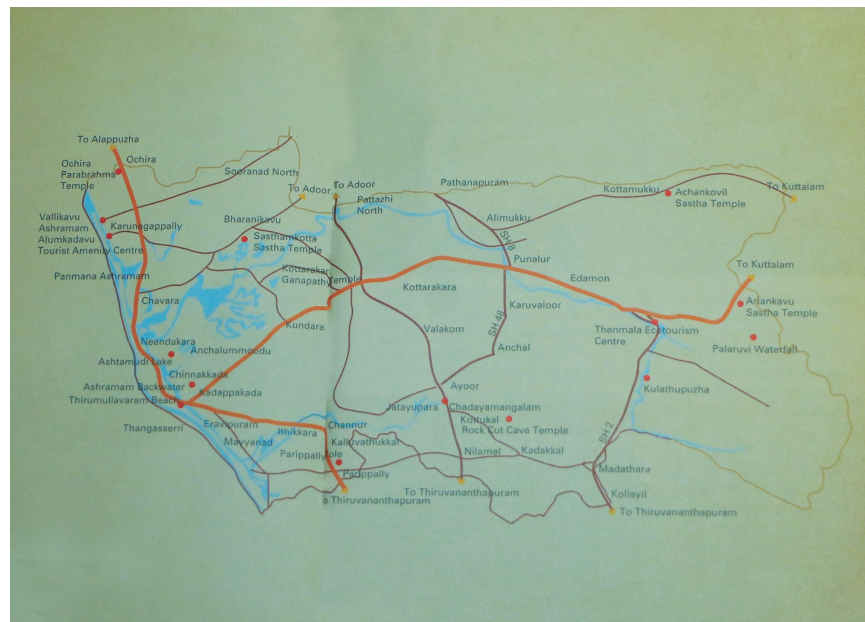 To Alappuzha
Ochira
Ochira
Parabrahma
Temple
Sooranad North
To Adoor
To Adoor
Pattazhi
North
Pathanapuram
Kottamukku
Achankovil
Sastha Temple
To Kuttalam
Vallikavu
Ashramam
Alumkadavu
Tourist Amenity Centre
Karunagappally
Bharanikavu
Sasthamkotta
Sastha Temple
Alimukku
SH 8
Punalur
Panmana Ashramam
Kottarakara
Ganapathy Temple
Kottarakara
Edamon
To Kuttalam
Chavara
Kundara
Karuvaloor
SH 48
Ariankavu
Sastha Temple
Neendakara
Anchalummoodu
Valakom
Thenmala Ecotourism
Centre
Palaruvi Waterfall
Ashtamudi Lake
Anchal
Chinnakkada
Ashramam Backwater
Kadappakada
Ayoor
Kulathupuzha
Thirumullavaram Beach
Jatayupara
Chadayamangalam
Kottukal
Rock Cut Cave Temple
Thangasserri
Eravipuram
Ithikkara
Channur
Mayyanad
Kalluvathukkal
SH 2
Parippally
Tole
Nilamel
Kadakkal
Parippally
Madathara
To Thiruvananthapuram
To Thiruvananthapuram
Kollayil
To Thiruvananthapuram